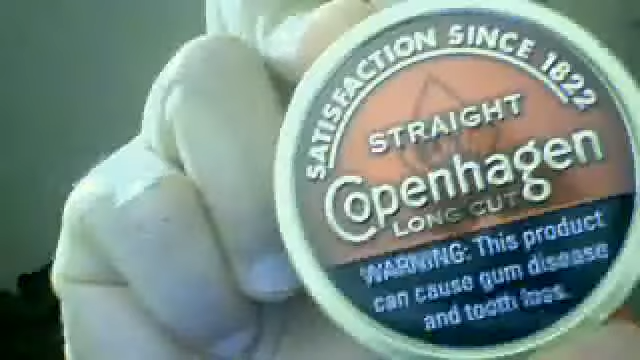 SATISFACTION SINCE 1822
STRAIGHT
Copenhagen
LONG CUT
WARNING: This product
can cause gum disease
and tooth loss.